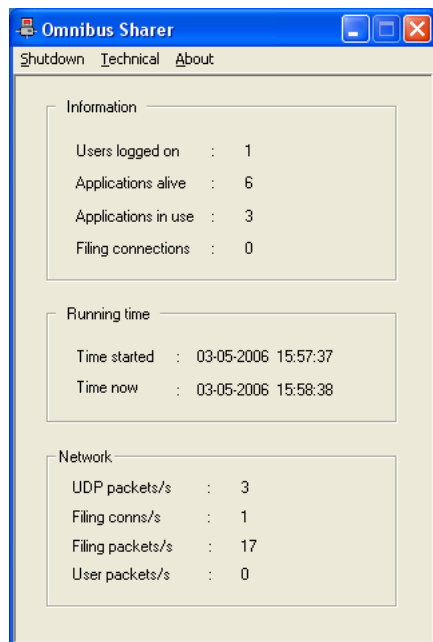 Omnibus Sharer
Shutdown Technical About
Information
Users logged on : 1
Applications alive : 6
Applications in use : 3
Filing connections : 0
Running time
Time started : 03-05-2006 15:57:37
Time now : 03-05-2006 15:58:38
Network
UDP packets/s : 3
Filing conns/s : 1
Filing packets/s : 17
User packets/s : 0